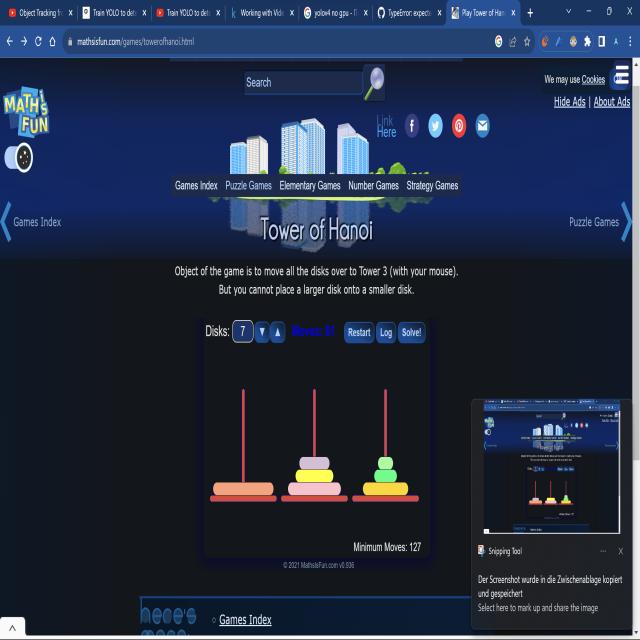 Object Tracking fr
Train YOLO to dete
Train YOLO to dete
Working with Vide
yolov4 no gpu - G
TypeError: expecte
Play Tower of Han
mathsisfun.com/games/towerofhanoi.html
Search
We may use Cookies
Hide Ads | About Ads
MATH IS FUN
Link Here
Games Index Puzzle Games Elementary Games Number Games Strategy Games
Games Index
Puzzle Games
Tower of Hanoi
Object of the game is to move all the disks over to Tower 3 (with your mouse).
But you cannot place a larger disk onto a smaller disk.
Disks: 7 ▼ ▲ Moves: 81 Restart Log Solve!
Minimum Moves: 127
© 2021 MathsIsFun.com v0.936
Snipping Tool
Der Screenshot wurde in die Zwischenablage kopiert
und gespeichert
Select here to mark up and share the image
Games Index